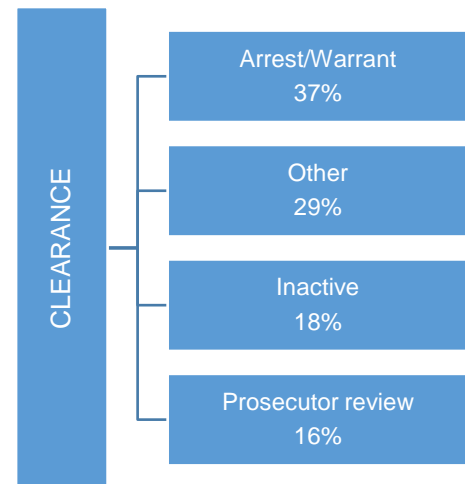 CLEARANCE
Arrest/Warrant
37%
Other
29%
Inactive
18%
Prosecutor review
16%